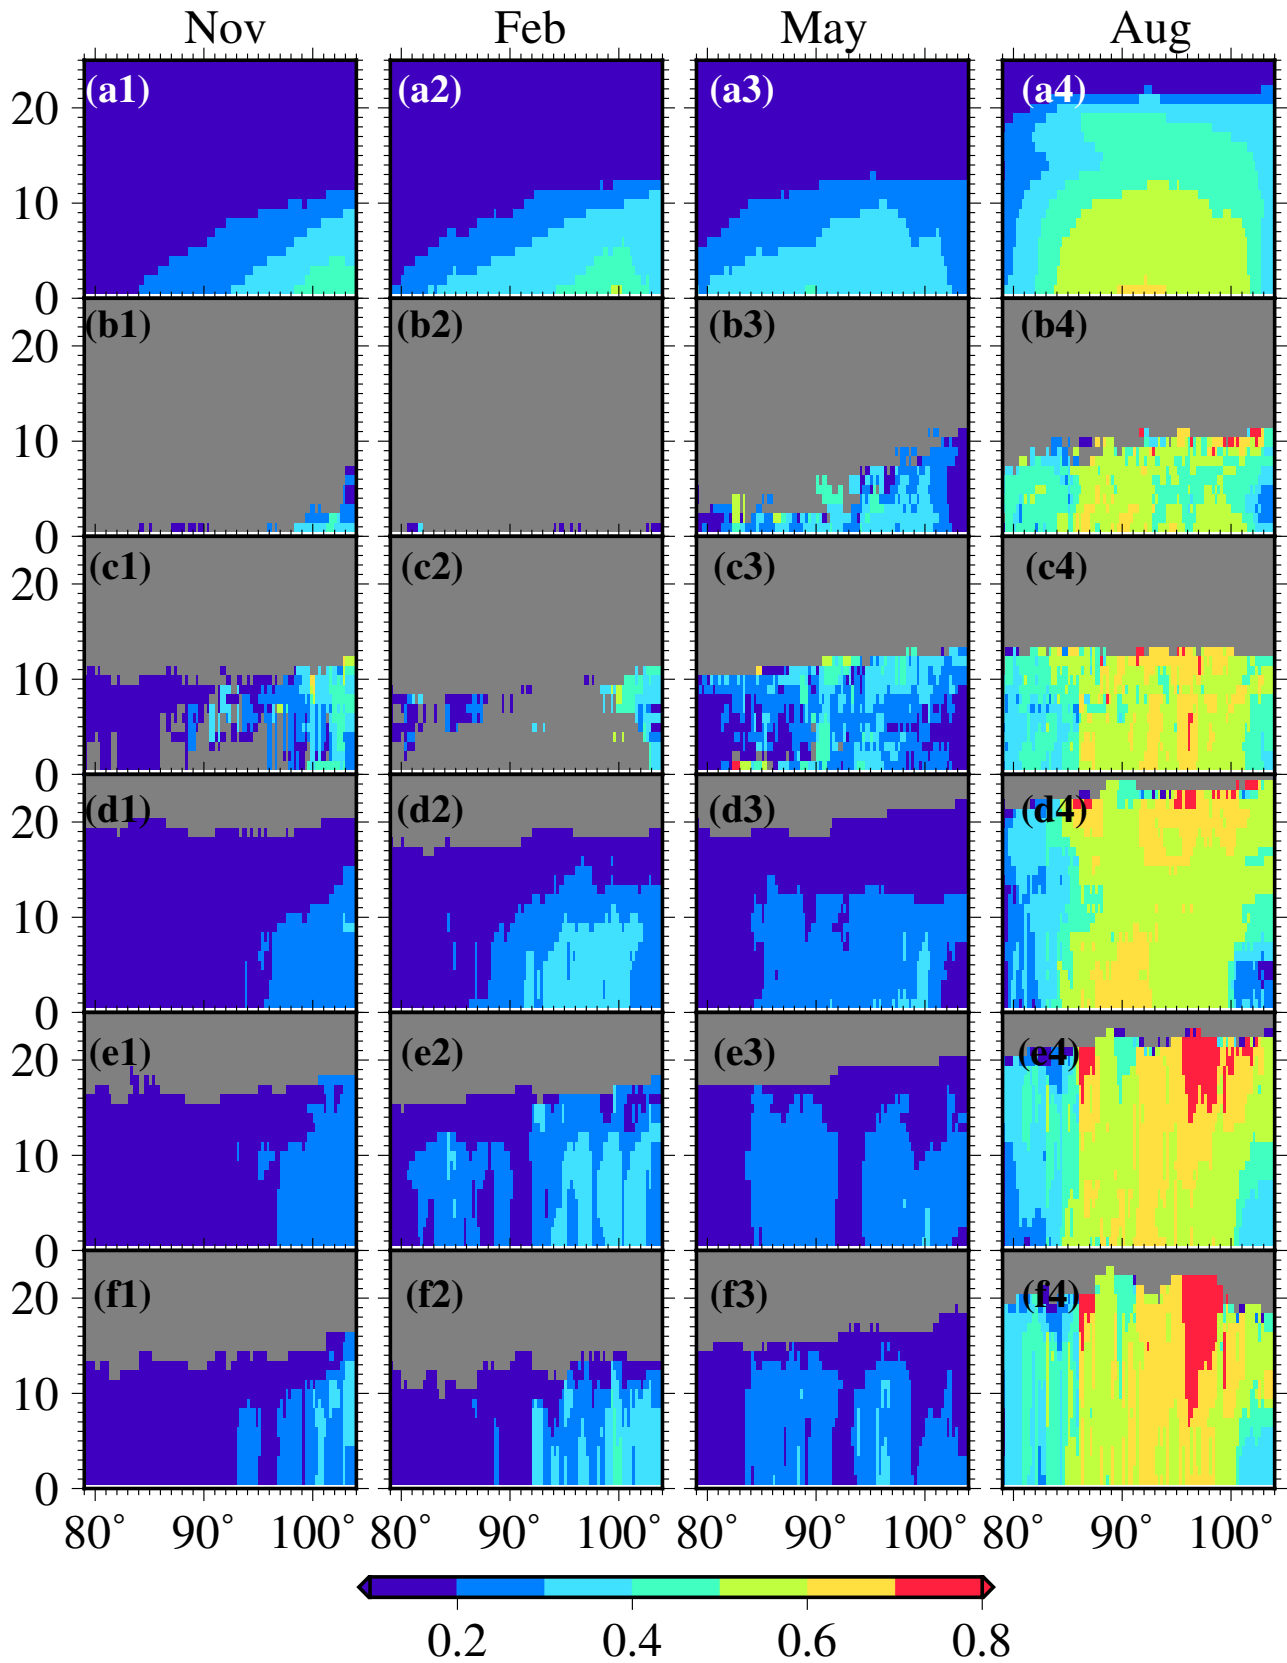 Nov Feb May Aug
(a1) (a2) (a3) (a4)
20
10
0
(b1) (b2) (b3) (b4)
20
10
0
(c1) (c2) (c3) (c4)
20
10
0
(d1) (d2) (d3) (d4)
20
10
0
(e1) (e2) (e3) (e4)
20
10
0
(f1) (f2) (f3) (f4)
20
10
0
80° 90° 100° 80° 90° 100° 80° 90° 100° 80° 90° 100°
0.2 0.4 0.6 0.8